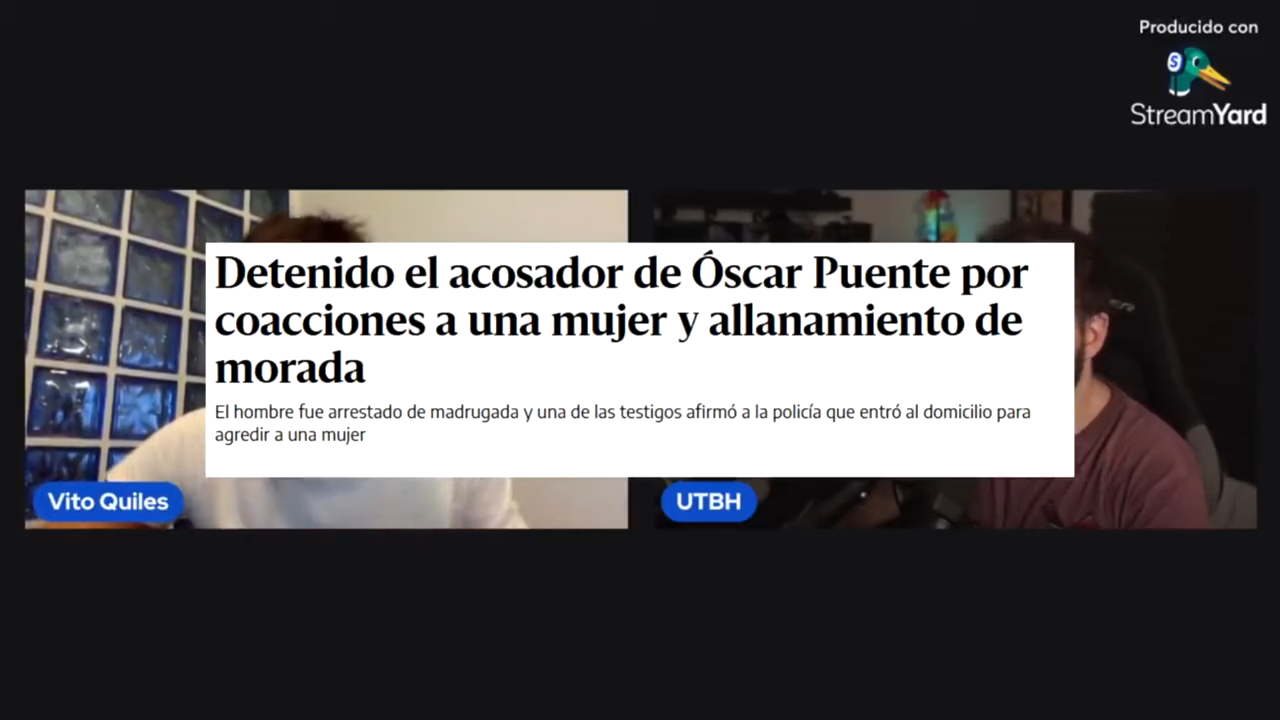 Producido con
StreamYard
Detenido el acosador de Óscar Puente por
coacciones a una mujer y allanamiento de
morada
El hombre fue arrestado de madrugada y una de las testigos afirmó a la policía que entró al domicilio para
agredir a una mujer
Vito Quiles
UTBH